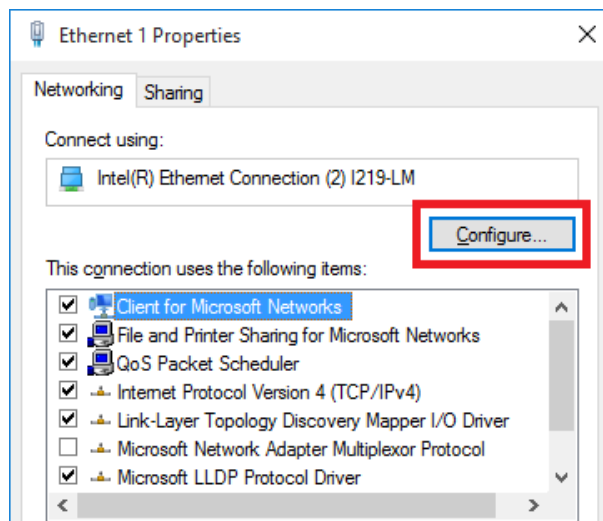 Ethernet 1 Properties
Networking Sharing
Connect using:
Intel(R) Ethernet Connection (2) I219-LM
Configure...
This connection uses the following items:
Client for Microsoft Networks
File and Printer Sharing for Microsoft Networks
QoS Packet Scheduler
Internet Protocol Version 4 (TCP/IPv4)
Link-Layer Topology Discovery Mapper I/O Driver
Microsoft Network Adapter Multiplexor Protocol
Microsoft LLDP Protocol Driver